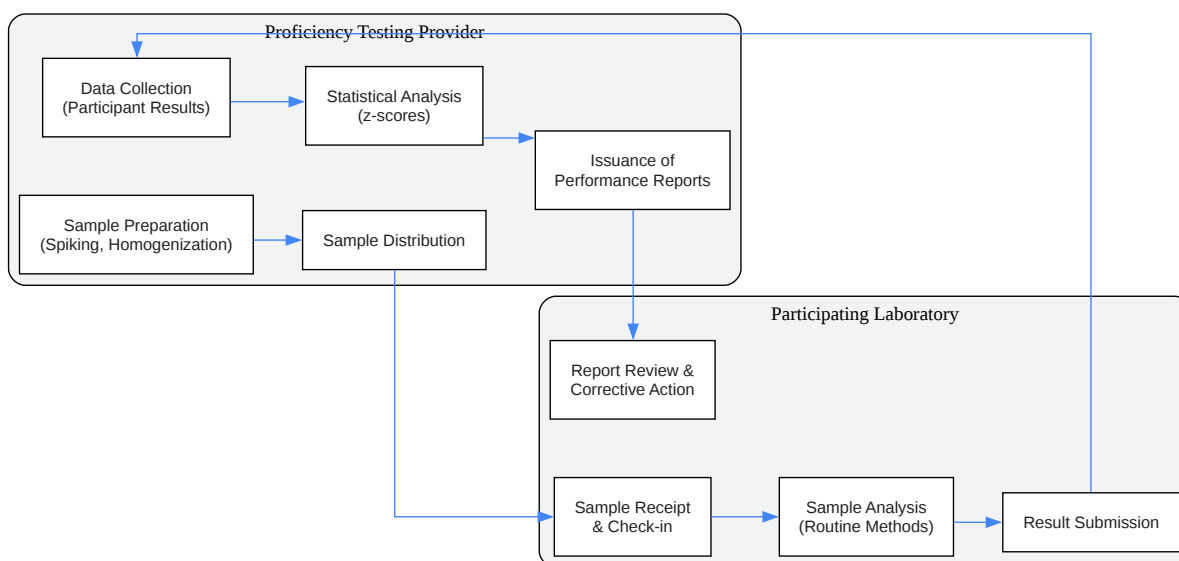 Proficiency Testing Provider
Data Collection
(Participant Results)
Statistical Analysis
(z-scores)
Issuance of
Performance Reports
Sample Preparation
(Spiking, Homogenization)
Sample Distribution
Participating Laboratory
Report Review &
Corrective Action
Sample Receipt
& Check-in
Sample Analysis
(Routine Methods)
Result Submission